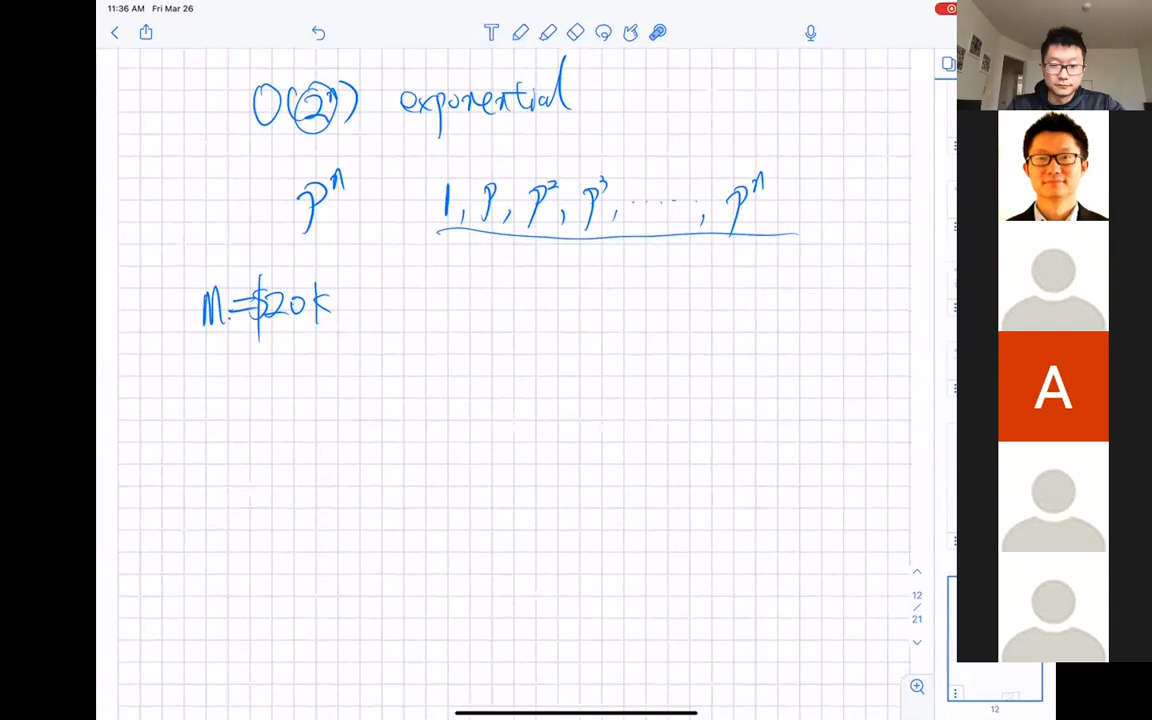 11:36 AM Fri Mar 26
O(2ⁿ) exponential
pⁿ 1, p, p², p³, ......, pⁿ
M = $20k
A
12
/
21
12